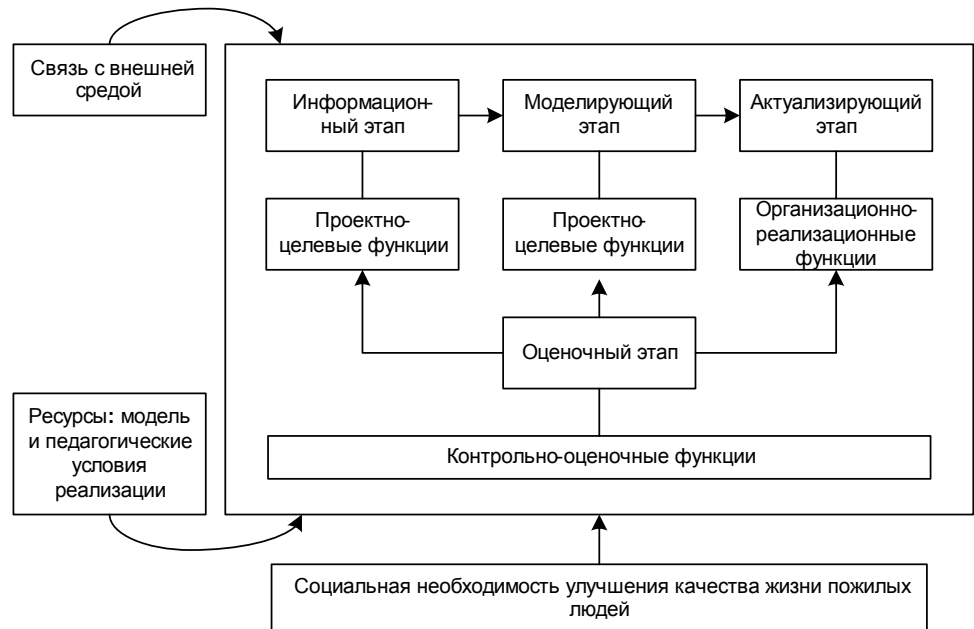 Связь с внешней
средой
Информацион-
ный этап
Моделирующий
этап
Актуализирующий
этап
Проектно-
целевые функции
Проектно-
целевые функции
Организационно-
реализационные
функции
Оценочный этап
Ресурсы: модель
и педагогические
условия
реализации
Контрольно-оценочные функции
Социальная необходимость улучшения качества жизни пожилых
людей